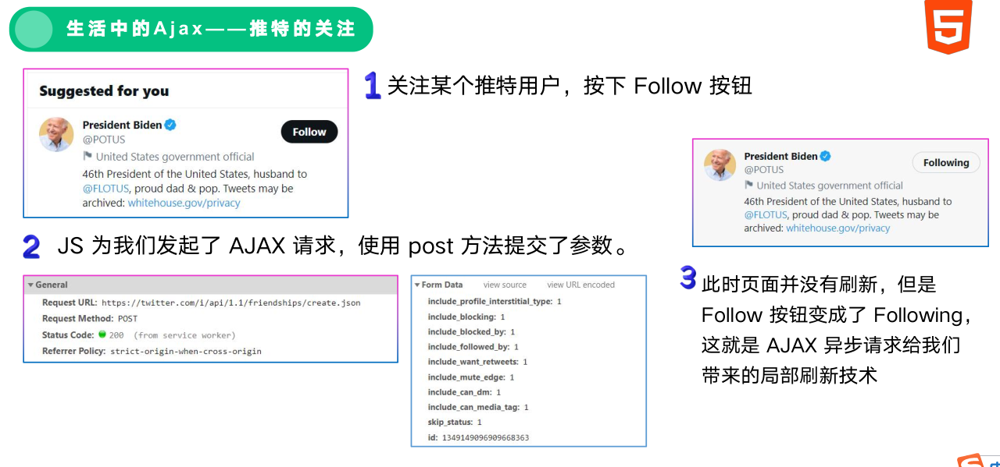 生活中的Ajax——推特的关注
1 关注某个推特用户，按下 Follow 按钮
Suggested for you
President Biden
Follow
@POTUS
United States government official
46th President of the United States, husband to
@FLOTUS, proud dad & pop. Tweets may be
archived: whitehouse.gov/privacy
President Biden
Following
@POTUS
United States government official
46th President of the United States, husband to
@FLOTUS, proud dad & pop. Tweets may be
archived: whitehouse.gov/privacy
2 JS 为我们发起了 AJAX 请求，使用 post 方法提交了参数。
General
Request URL: https://twitter.com/i/api/1.1/friendships/create.json
Request Method: POST
Status Code: 200 (from service worker)
Referrer Policy: strict-origin-when-cross-origin
Form Data view source view URL encoded
include_profile_interstitial_type: 1
include_blocking: 1
include_blocked_by: 1
include_followed_by: 1
include_want_retweets: 1
include_mute_edge: 1
include_can_dm: 1
include_can_media_tag: 1
skip_status: 1
id: 1349149096909668363
3 此时页面并没有刷新，但是
Follow 按钮变成了 Following，
这就是 AJAX 异步请求给我们
带来的局部刷新技术